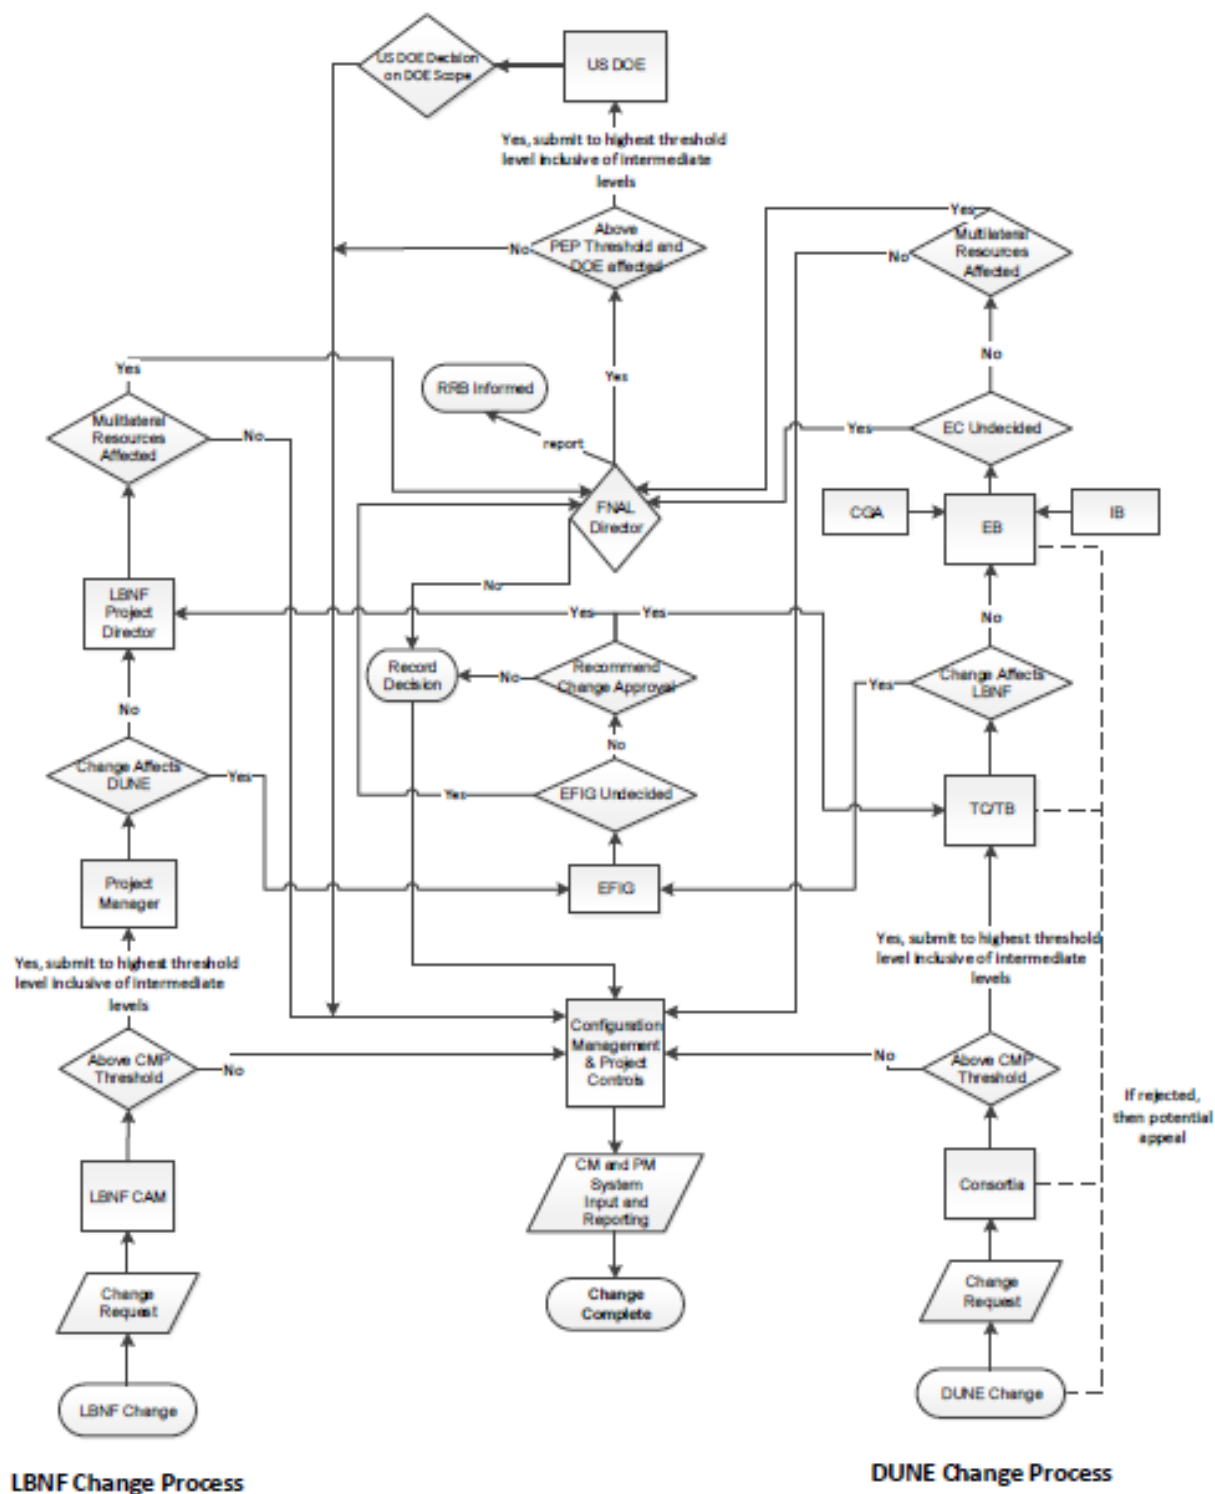 US DOE Decision
on DOE Scope
US DOE
Yes, submit to highest threshold
level inclusive of intermediate
levels
Above
PEP Threshold and
DOE affected
No
Yes
Multilateral
Resources
Affected
No
Yes
RRB Informed
report
Yes
No
Mulitlateral
Resources
Affected
No
EC Undecided
Yes
FNAL
Director
CGA
EB
IB
LBNF
Project
Director
No
Yes
Yes
No
Record
Decision
No
Recommend
Change Approval
Yes
Change Affects
LBNF
No
Change Affects
DUNE
Yes
No
Yes
EFIG Undecided
TC/TB
Project
Manager
EFIG
Yes, submit to highest threshold
level inclusive of intermediate
levels
Yes, submit to highest threshold
level inclusive of intermediate
levels
Above CMP
Threshold
No
Configuration
Management
& Project
Controls
No
Above CMP
Threshold
If rejected,
then potential
appeal
LBNF CAM
CM and PM
System
Input and
Reporting
Consortia
Change
Request
Change
Complete
Change
Request
LBNF Change
DUNE Change
LBNF Change Process
DUNE Change Process